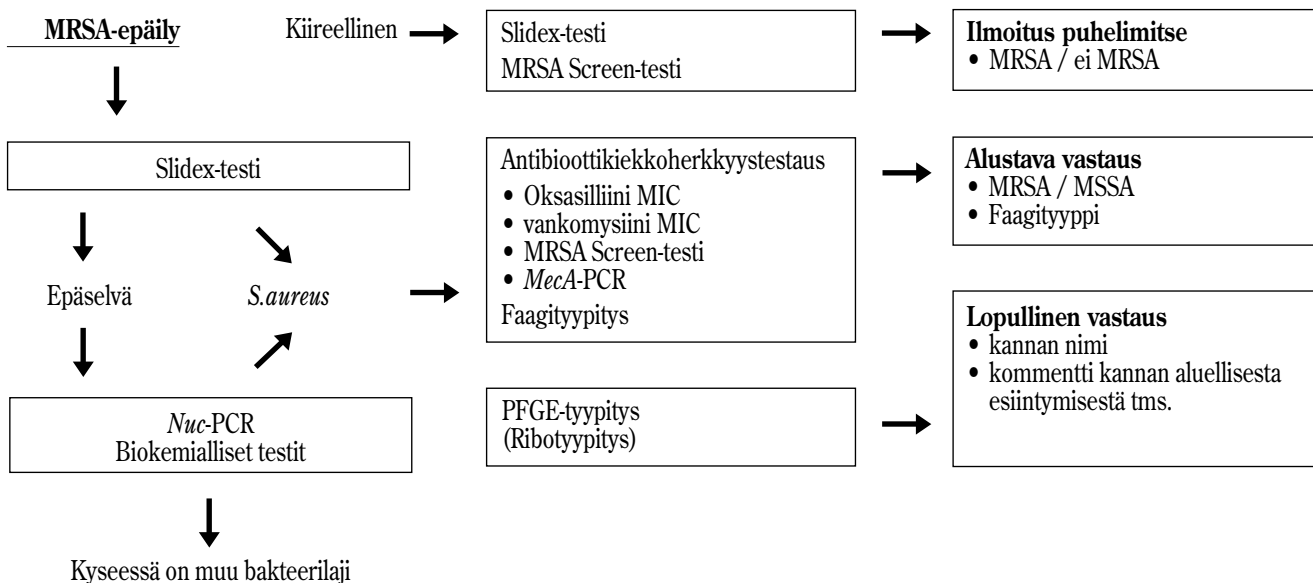 MRSA-epäily
Kiireellinen
Slidex-testi
MRSA Screen-testi
Ilmoitus puhelimitse
• MRSA / ei MRSA
Slidex-testi
Antibioottikiekkoherkkyystestaus
• Oksasilliini MIC
• vankomysiini MIC
• MRSA Screen-testi
• MecA-PCR
Faagityypitys
Alustava vastaus
• MRSA / MSSA
• Faagityyppi
Epäselvä
S.aureus
Nuc-PCR
Biokemialliset testit
PFGE-tyypitys
(Ribotyypitys)
Lopullinen vastaus
• kannan nimi
• kommentti kannan aluellisesta
esiintymisestä tms.
Kyseessä on muu bakteerilaji